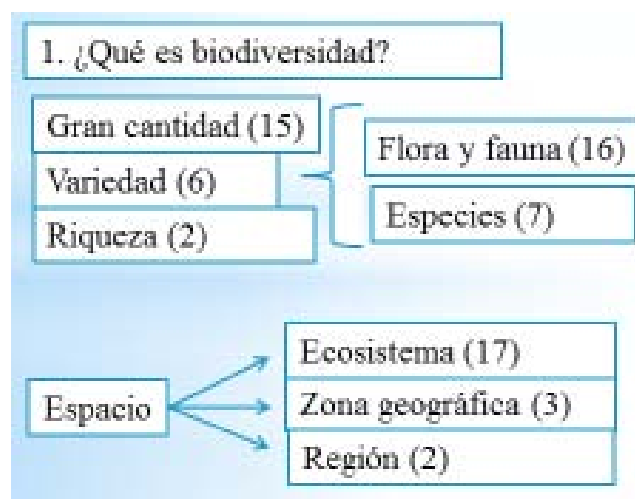 1. ¿Qué es biodiversidad?
Gran cantidad (15)
Variedad (6)
Riqueza (2)
Flora y fauna (16)
Especies (7)
Espacio
Ecosistema (17)
Zona geográfica (3)
Región (2)